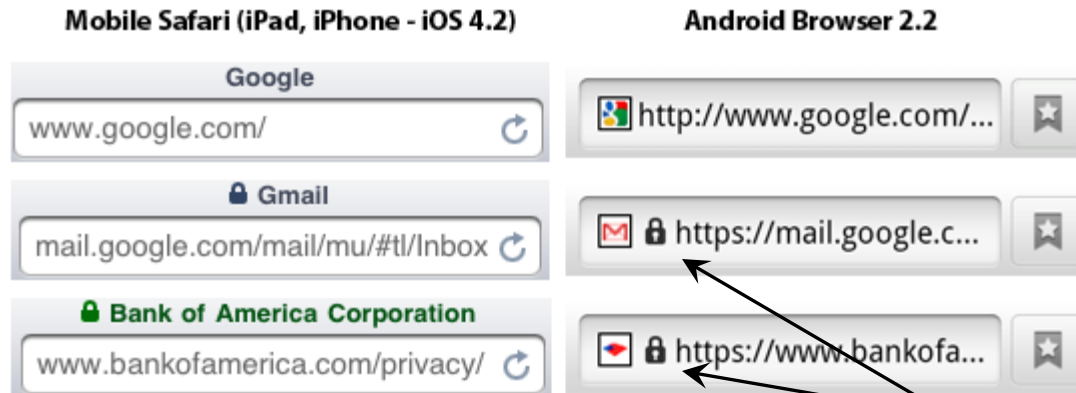 Mobile Safari (iPad, iPhone - iOS 4.2)
Android Browser 2.2
Google
www.google.com/
http://www.google.com/...
Gmail
mail.google.com/mail/mu/#tl/Inbox
https://mail.google.c...
Bank of America Corporation
www.bankofamerica.com/privacy/
https://www.bankofa...